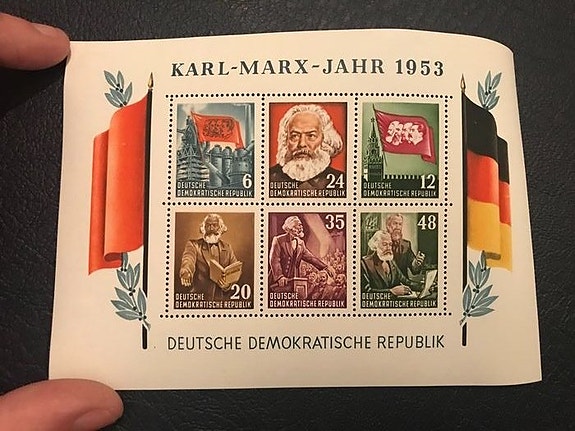 KARL-MARX-JAHR 1953
6
DEUTSCHE
DEMOKRATISCHE REPUBLIK
24
DEUTSCHE
DEMOKRATISCHE REPUBLIK
12
DEUTSCHE
DEMOKRATISCHE REPUBLIK
20
DEUTSCHE
DEMOKRATISCHE REPUBLIK
35
DEUTSCHE
DEMOKRATISCHE REPUBLIK
48
DEUTSCHE
DEMOKRATISCHE REPUBLIK
DEUTSCHE DEMOKRATISCHE REPUBLIK